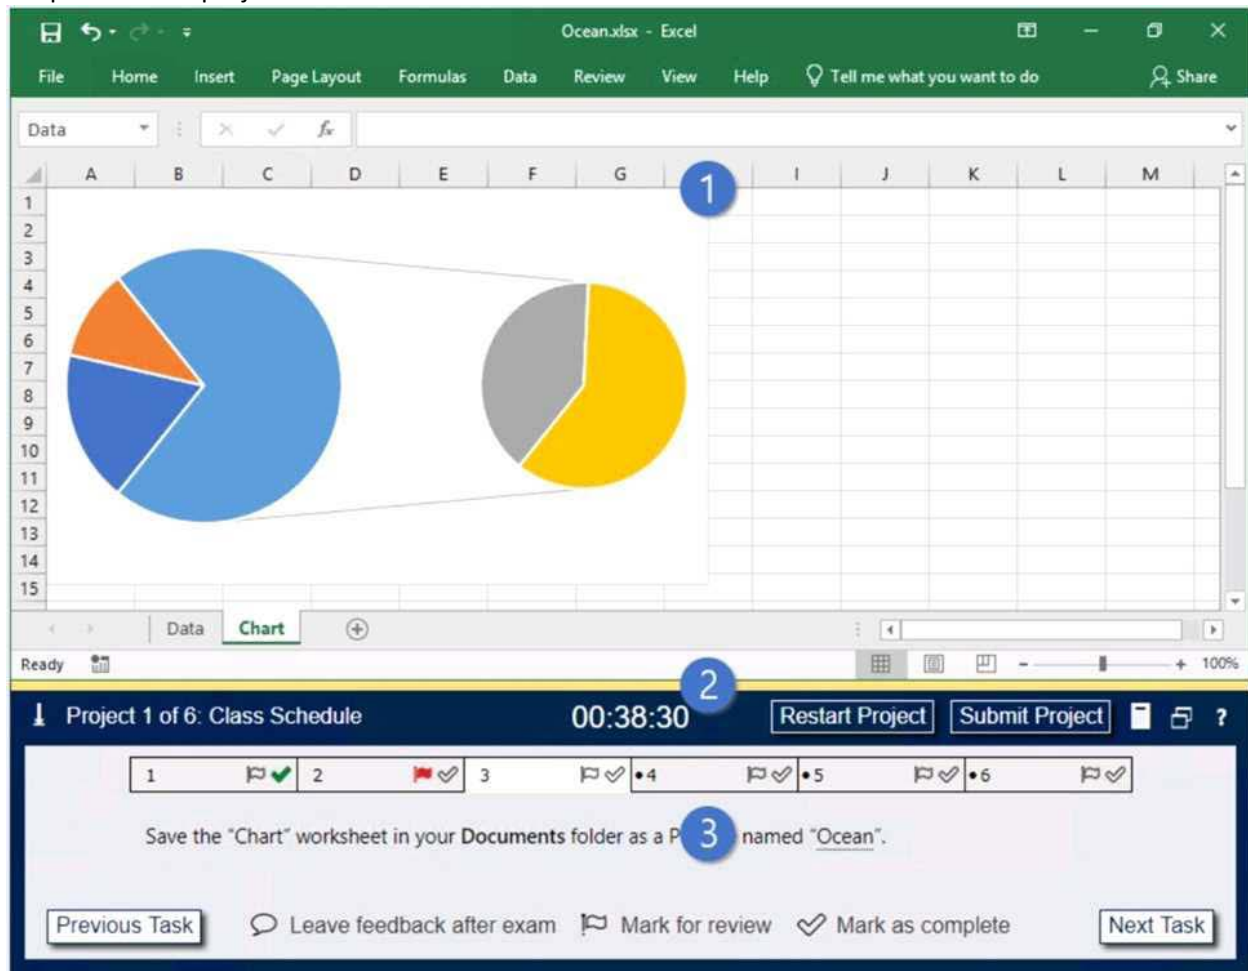 Ocean.xlsx - Excel
File Home Insert Page Layout Formulas Data Review View Help Tell me what you want to do Share
Data fx
A B C D E F G I J K L M
1
1
2
3
4
5
6
7
8
9
10
11
12
13
14
15
Data Chart
Ready 100%
2
Project 1 of 6: Class Schedule 00:38:30 Restart Project Submit Project ?
1 2 3 •4 •5 •6
Save the "Chart" worksheet in your Documents folder as a P 3 named "Ocean".
Previous Task Leave feedback after exam Mark for review Mark as complete Next Task